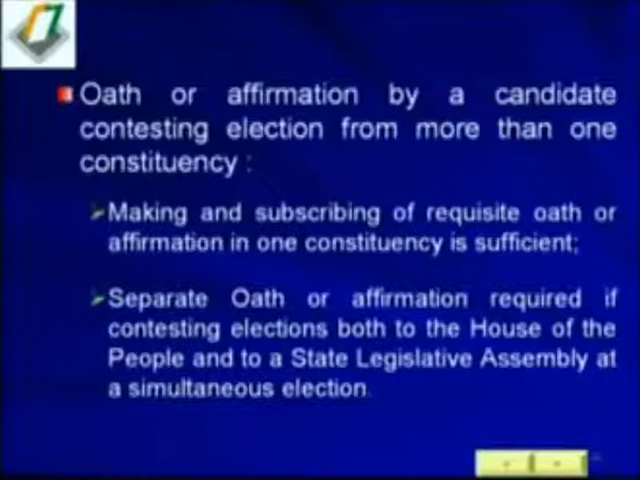 Oath or affirmation by a candidate
contesting election from more than one
constituency :
Making and subscribing of requisite oath or
affirmation in one constituency is sufficient;
Separate Oath or affirmation required if
contesting elections both to the House of the
People and to a State Legislative Assembly at
a simultaneous election.